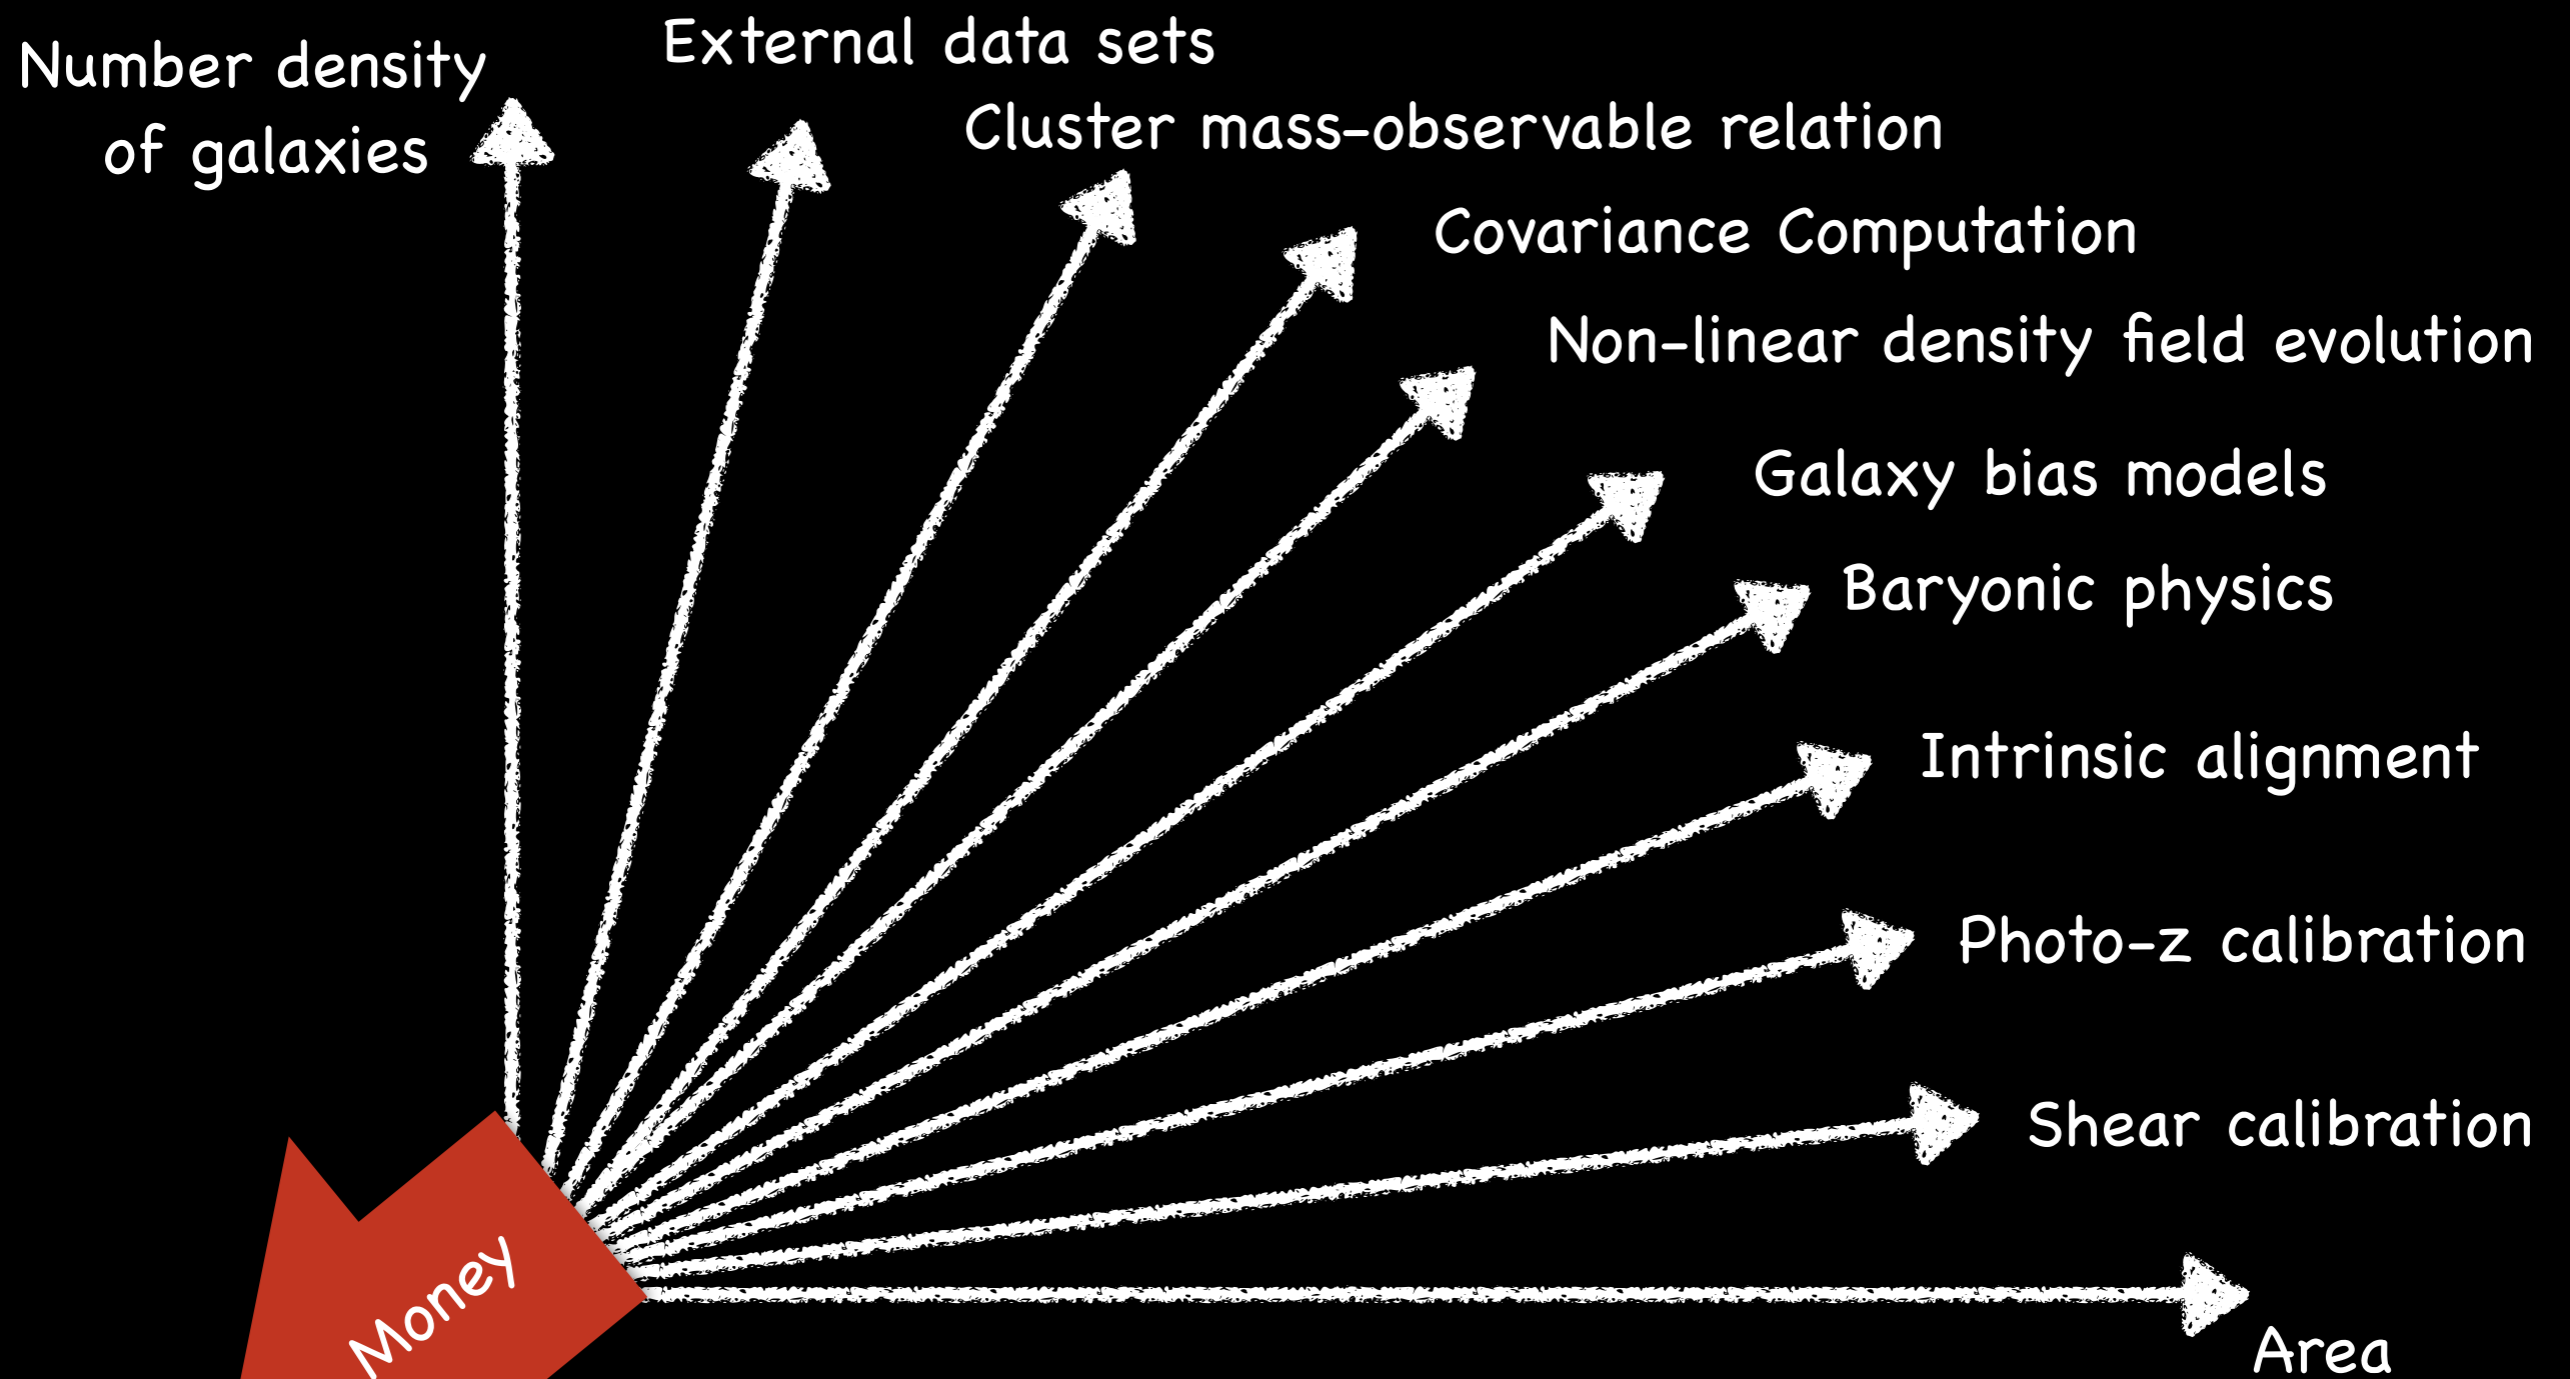 Number density
of galaxies
External data sets
Cluster mass-observable relation
Covariance Computation
Non-linear density field evolution
Galaxy bias models
Baryonic physics
Intrinsic alignment
Photo-z calibration
Shear calibration
Area
Money